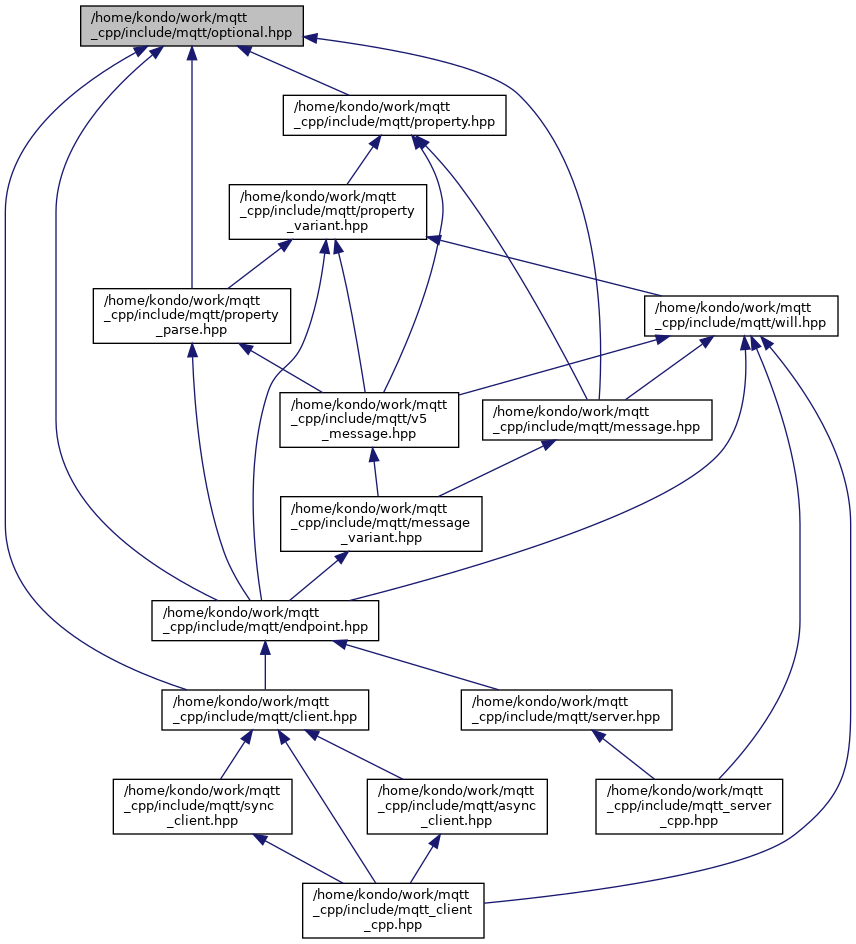 /home/kondo/work/mqtt
_cpp/include/mqtt/optional.hpp
/home/kondo/work/mqtt
_cpp/include/mqtt/property.hpp
/home/kondo/work/mqtt
_cpp/include/mqtt/property
_variant.hpp
/home/kondo/work/mqtt
_cpp/include/mqtt/property
_parse.hpp
/home/kondo/work/mqtt
_cpp/include/mqtt/will.hpp
/home/kondo/work/mqtt
_cpp/include/mqtt/v5
_message.hpp
/home/kondo/work/mqtt
_cpp/include/mqtt/message.hpp
/home/kondo/work/mqtt
_cpp/include/mqtt/message
_variant.hpp
/home/kondo/work/mqtt
_cpp/include/mqtt/endpoint.hpp
/home/kondo/work/mqtt
_cpp/include/mqtt/client.hpp
/home/kondo/work/mqtt
_cpp/include/mqtt/server.hpp
/home/kondo/work/mqtt
_cpp/include/mqtt/sync
_client.hpp
/home/kondo/work/mqtt
_cpp/include/mqtt/async
_client.hpp
/home/kondo/work/mqtt
_cpp/include/mqtt_server
_cpp.hpp
/home/kondo/work/mqtt
_cpp/include/mqtt_client
_cpp.hpp